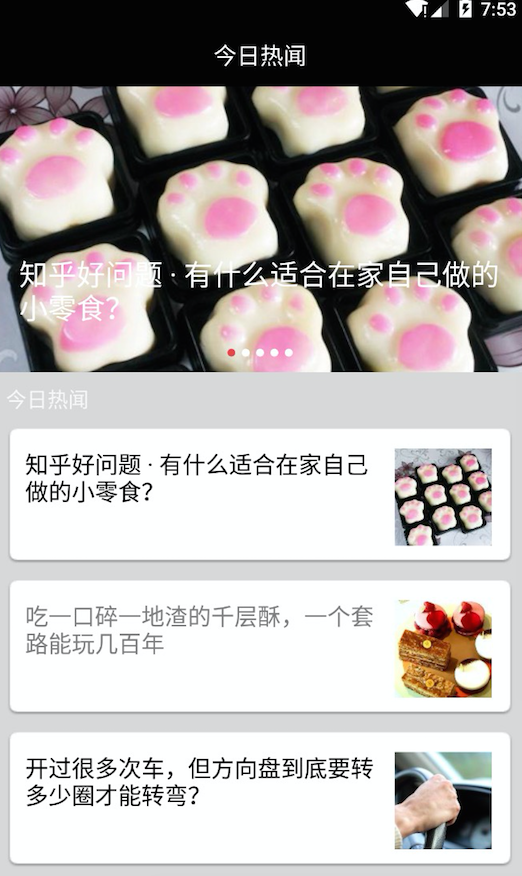 7:53
今日热闻
知乎好问题 · 有什么适合在家自己做的
小零食？
今日热闻
知乎好问题 · 有什么适合在家自己
做的小零食？
吃一口碎一地渣的千层酥，一个套
路能玩几百年
开过很多次车，但方向盘到底要转
多少圈才能转弯？